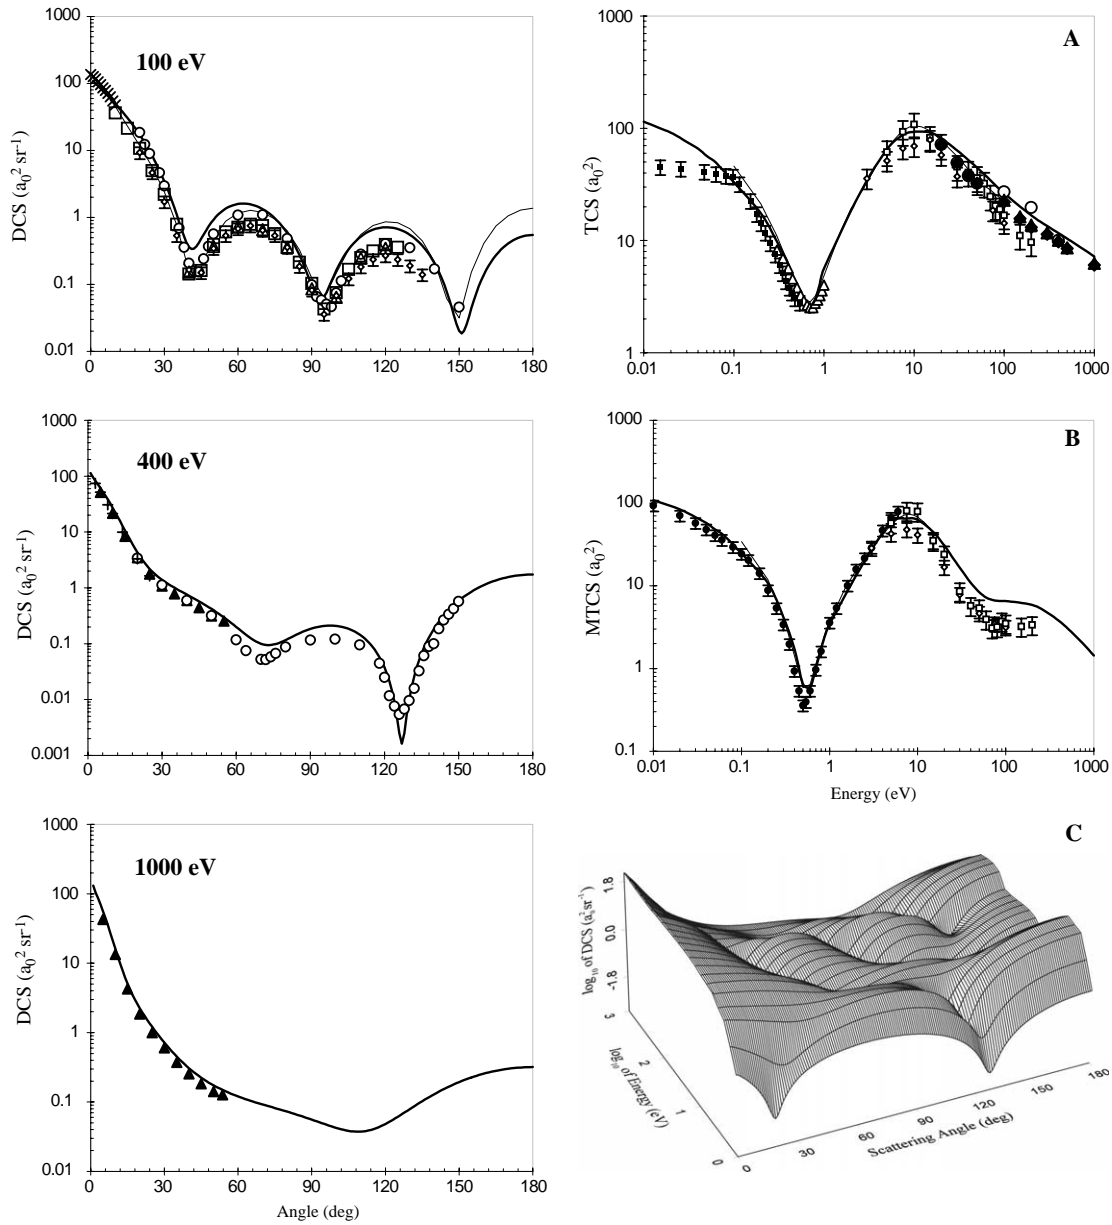 1000
100
10
1
0.1
0.01
DCS (a₀² sr⁻¹)
100 eV
0 30 60 90 120 150 180
1000
100
10
1
TCS (a₀²)
A
0.01 0.1 1 10 100 1000
1000
100
10
1
0.1
0.01
0.001
DCS (a₀² sr⁻¹)
400 eV
0 30 60 90 120 150 180
1000
100
10
1
0.1
MTCS (a₀²)
B
0.01 0.1 1 10 100 1000
Energy (eV)
1000
100
10
1
0.1
0.01
DCS (a₀² sr⁻¹)
1000 eV
0 30 60 90 120 150 180
Angle (deg)
C
log₁₀ of DCS (a₀² sr⁻¹)
1.8
0.0
-1.8
log₁₀ of Energy (eV)
3
2
1
0
0 30 60 90 120 150 180
Scattering Angle (deg)